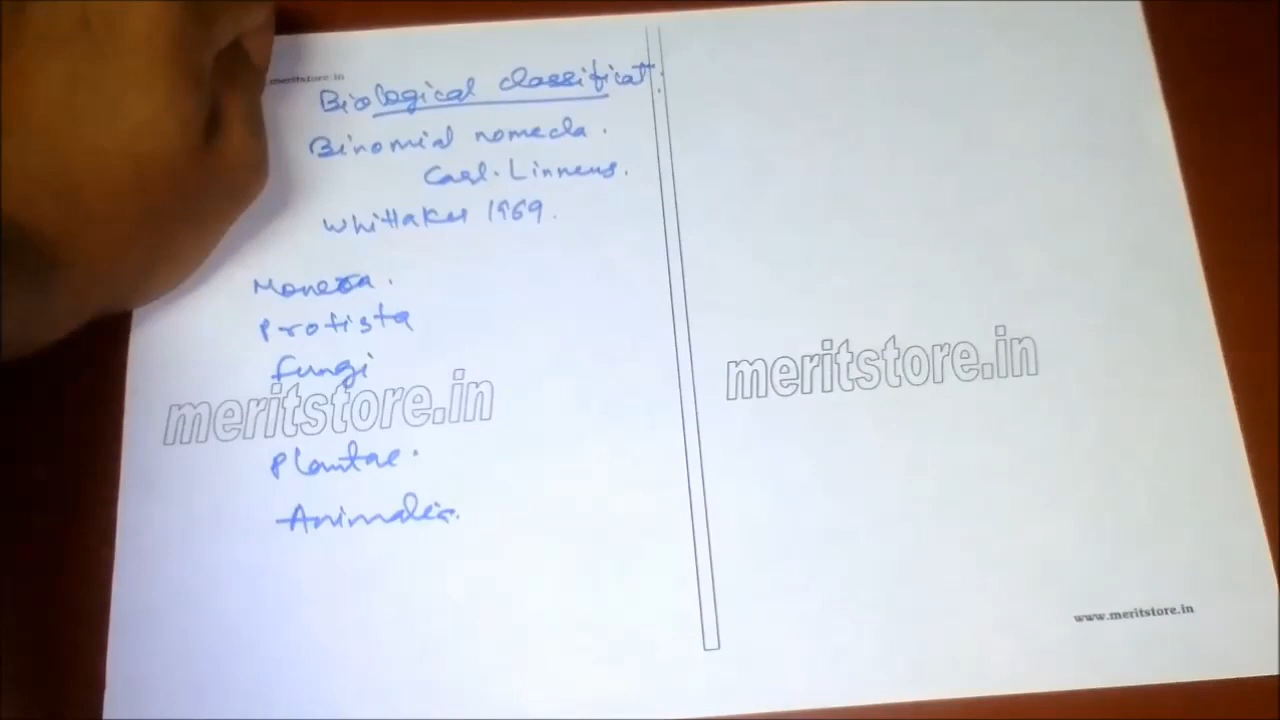 meritstore.in
Biological classificat.
Binomial nomecla.
Carl. Linneus.
Whittaker 1969.
Monera.
Protista
fungi
meritstore.in
Plantae.
Animalia.
meritstore.in
www.meritstore.in